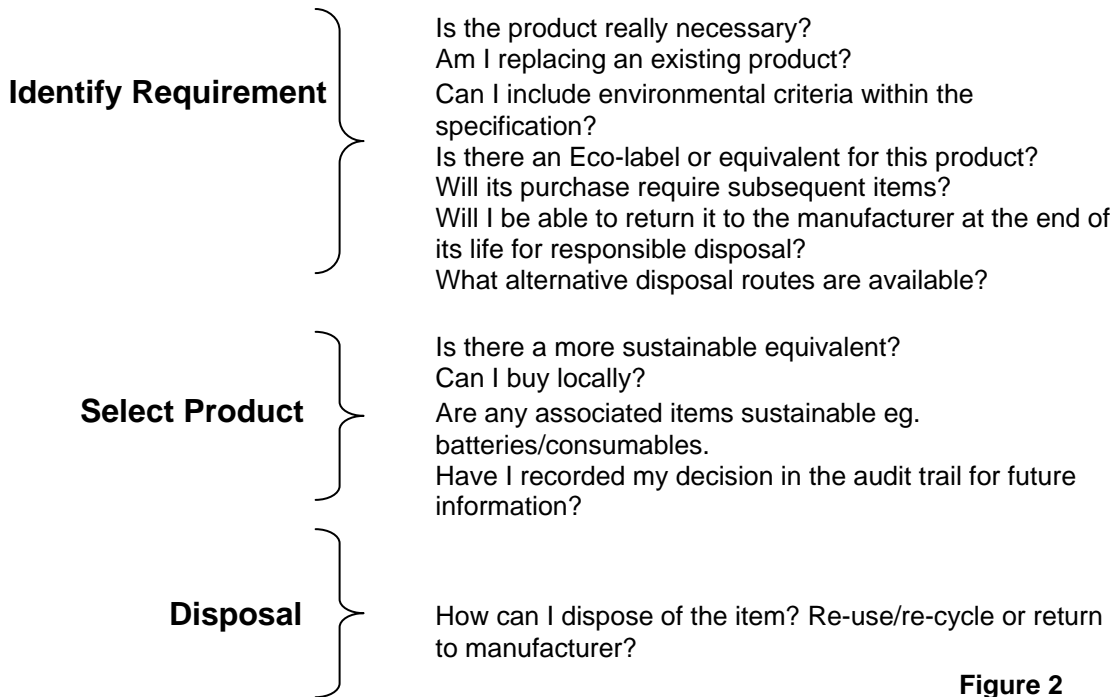 Identify Requirement
Is the product really necessary?
Am I replacing an existing product?
Can I include environmental criteria within the
specification?
Is there an Eco-label or equivalent for this product?
Will its purchase require subsequent items?
Will I be able to return it to the manufacturer at the end of
its life for responsible disposal?
What alternative disposal routes are available?
Select Product
Is there a more sustainable equivalent?
Can I buy locally?
Are any associated items sustainable eg.
batteries/consumables.
Have I recorded my decision in the audit trail for future
information?
Disposal
How can I dispose of the item? Re-use/re-cycle or return
to manufacturer?
Figure 2